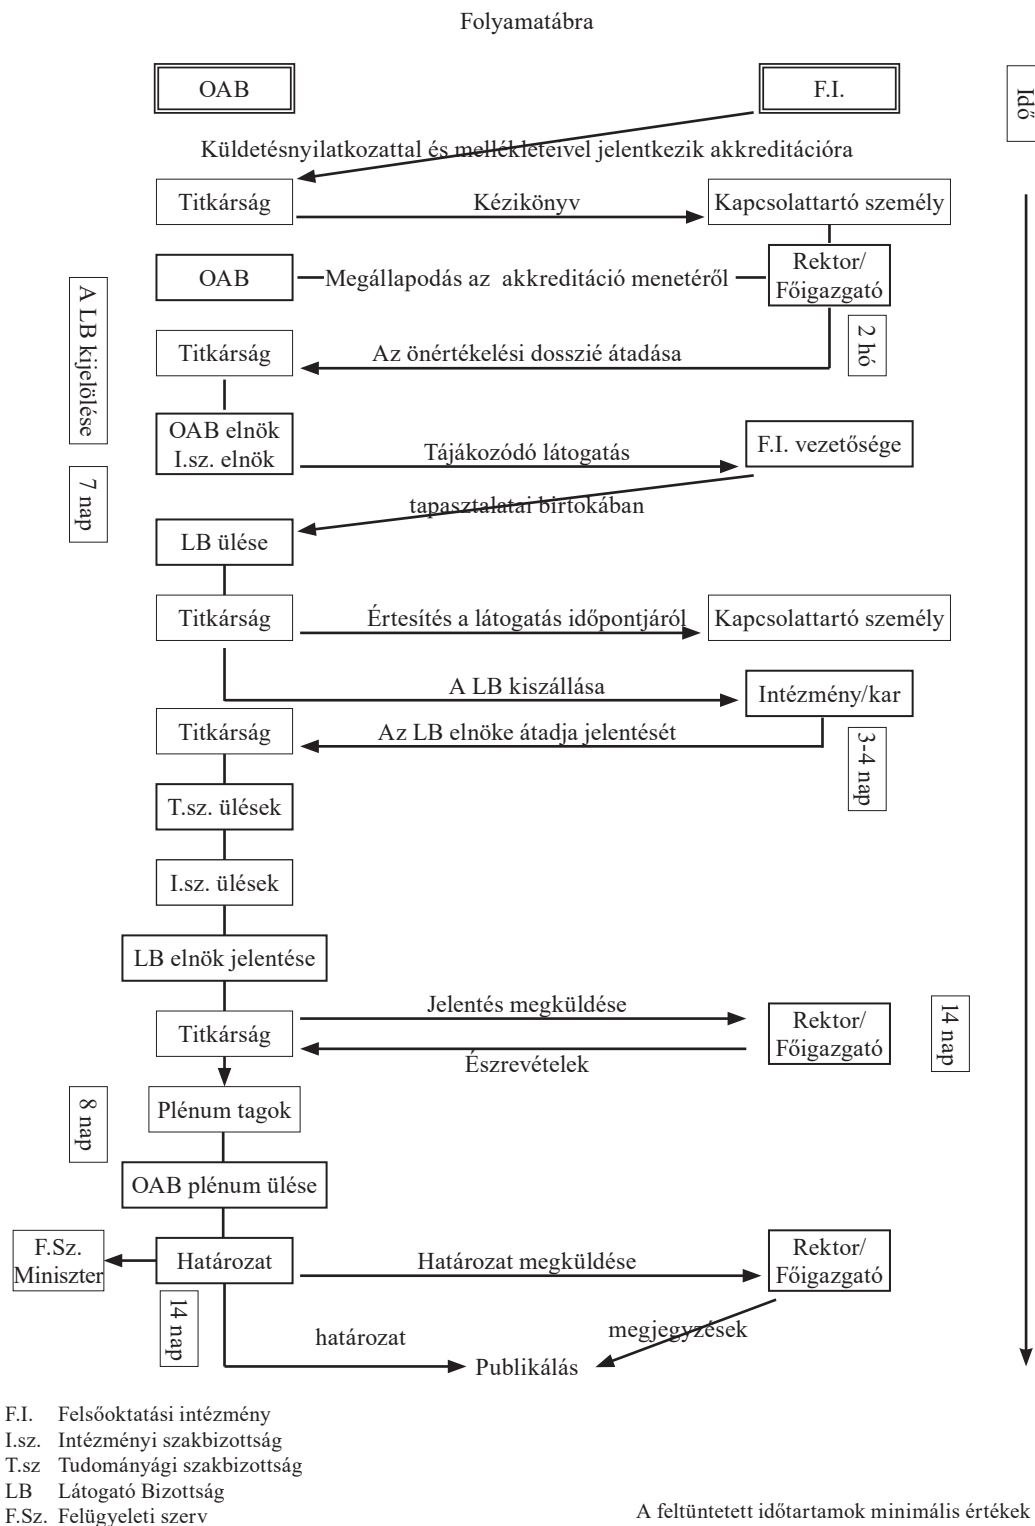 Folyamatábra
OAB
F.I.
Idő
Küldetésnyilatkozattal és mellékleteivel jelentkezik akkreditációra
Titkárság
Kézikönyv
Kapcsolattartó személy
OAB
Megállapodás az akkreditáció menetéről
Rektor/
Főigazgató
A LB kijelölése
2 hó
Titkárság
Az önértékelési dosszié átadása
OAB elnök
I.sz. elnök
Tájákozódó látogatás
F.I. vezetősége
7 nap
tapasztalatai birtokában
LB ülése
Titkárság
Értesítés a látogatás időpontjáról
Kapcsolattartó személy
A LB kiszállása
Intézmény/kar
Titkárság
Az LB elnöke átadja jelentését
3-4 nap
T.sz. ülések
I.sz. ülések
LB elnök jelentése
Titkárság
Jelentés megküldése
Rektor/
Főigazgató
14 nap
Észrevételek
8 nap
Plénum tagok
OAB plénum ülése
F.Sz.
Miniszter
Határozat
Határozat megküldése
Rektor/
Főigazgató
14 nap
határozat
megjegyzések
Publikálás
F.I. Felsőoktatási intézmény
I.sz. Intézményi szakbizottság
T.sz Tudományági szakbizottság
LB Látogató Bizottság
F.Sz. Felügyeleti szerv
A feltüntetett időtartamok minimális értékek